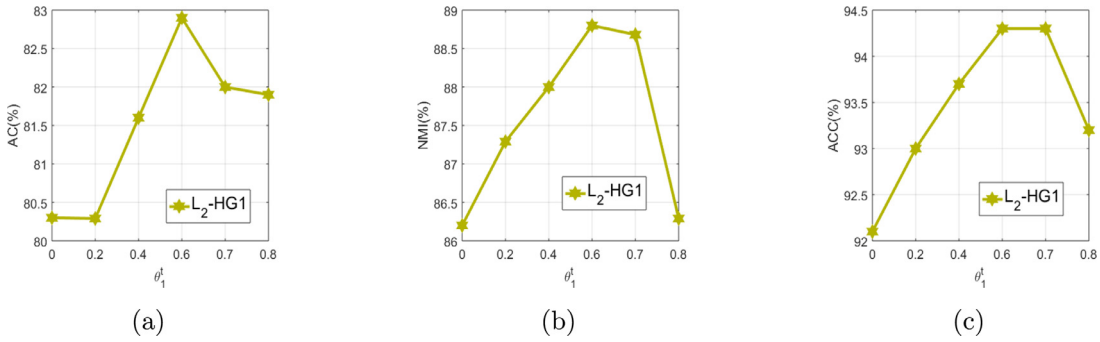 83
82.5
82
81.5
81
80.5
80
AC(%)
0 0.2 0.4 0.6 0.7 0.8
θ₁ᵗ
L₂-HG1
(a)
89
88.5
88
87.5
87
86.5
86
NMI(%)
0 0.2 0.4 0.6 0.7 0.8
θ₁ᵗ
L₂-HG1
(b)
94.5
94
93.5
93
92.5
92
ACC(%)
0 0.2 0.4 0.6 0.7 0.8
θ₁ᵗ
L₂-HG1
(c)